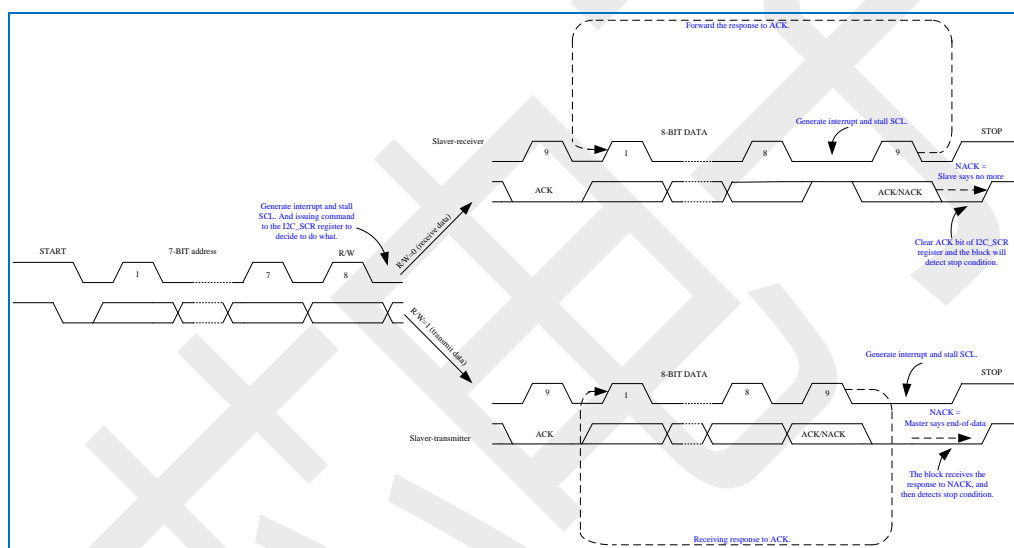 Forward the response to ACK.
Slaver-receiver
8-BIT DATA
Generate interrupt and stall SCL.
STOP
9
1
8
9
ACK
ACK/NACK
NACK =
Slave says no more
Generate interrupt and stall
SCL. And issuing command
to the I2C_SCR register to
decide to do what.
Clear ACK bit of I2C_SCR
register and the block will
detect stop condition.
START
7-BIT address
R/W
1
7
8
R/W=0 (receive data)
R/W=1 (transmit data)
Generate interrupt and stall SCL.
8-BIT DATA
STOP
9
1
8
9
NACK =
Master says end-of-data
Slaver-transmitter
ACK
ACK/NACK
The block receives the
response to NACK, and
then detects stop condition.
Receiving response to ACK.